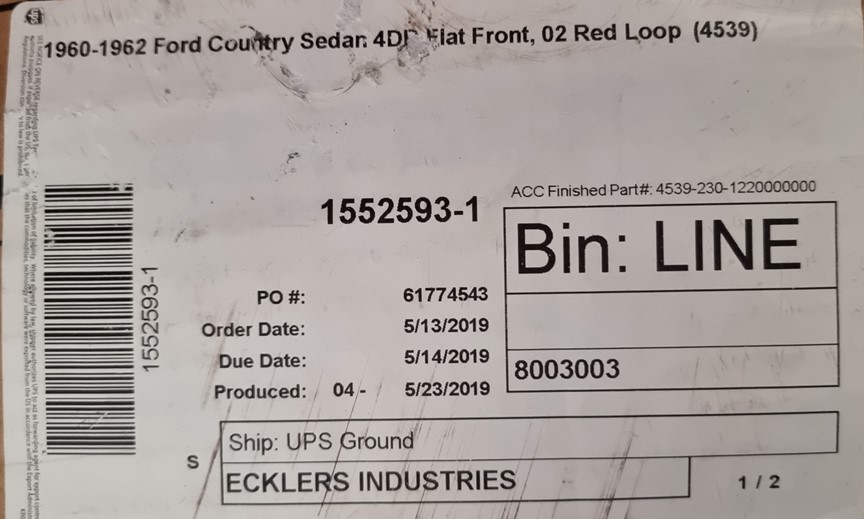 1960-1962 Ford Country Sedan 4DR Flat Front, 02 Red Loop (4539)
ACC Finished Part#: 4539-230-1220000000
1552593-1
Bin: LINE
1552593-1
PO #: 61774543
Order Date: 5/13/2019
Due Date: 5/14/2019
8003003
Produced: 04 - 5/23/2019
Ship: UPS Ground
S
ECKLERS INDUSTRIES
1 / 2